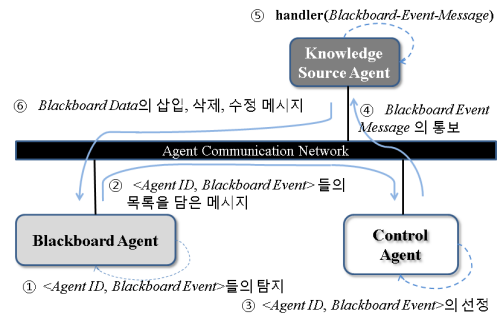 ⑤ handler(Blackboard-Event-Message)
Knowledge
Source Agent
⑥ Blackboard Data의 삽입, 삭제, 수정 메시지
④ Blackboard Event
Message 의 통보
Agent Communication Network
② <Agent ID, Blackboard Event> 들의
목록을 담은 메시지
Blackboard Agent
Control
Agent
① <Agent ID, Blackboard Event>들의 탐지
③ <Agent ID, Blackboard Event>의 선정